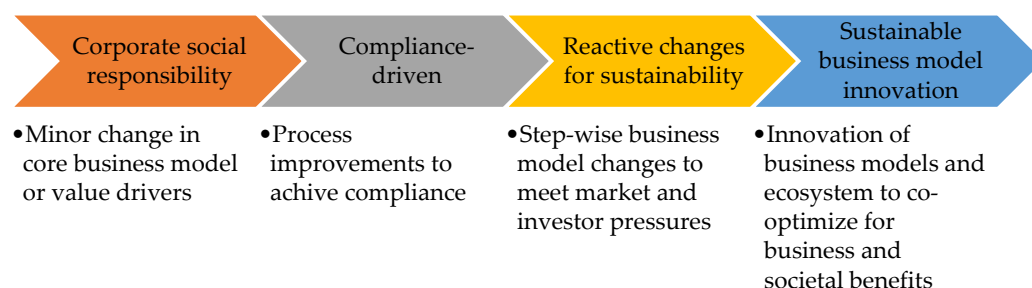 Corporate social
responsibility
Compliance-
driven
Reactive changes
for sustainability
Sustainable
business model
innovation
•Minor change in
core business model
or value drivers
•Process
improvements to
achive compliance
•Step-wise business
model changes to
meet market and
investor pressures
•Innovation of
business models and
ecosystem to co-
optimize for
business and
societal benefits